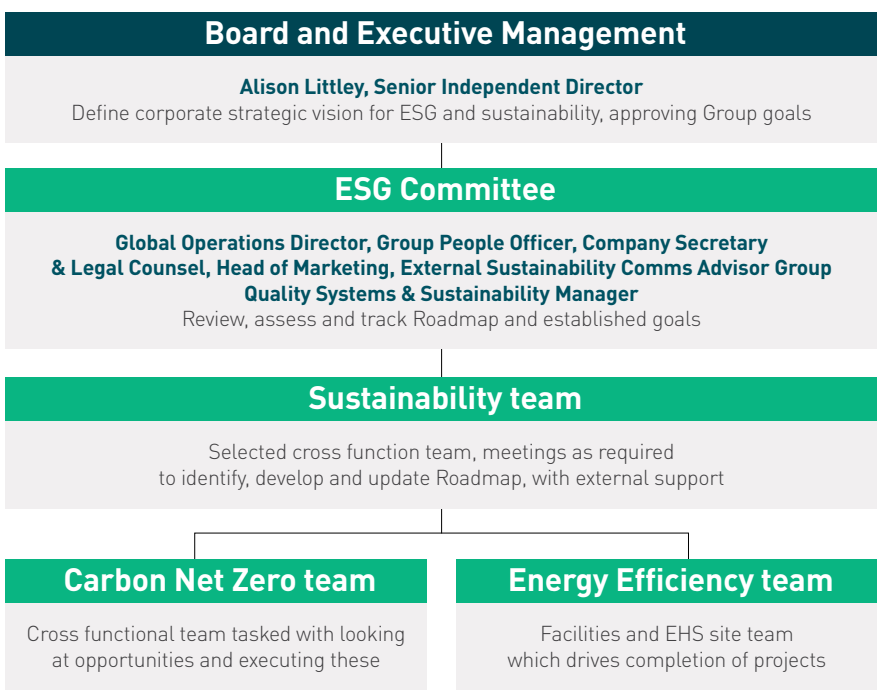 Board and Executive Management
Alison Littley, Senior Independent Director
Define corporate strategic vision for ESG and sustainability, approving Group goals
ESG Committee
Global Operations Director, Group People Officer, Company Secretary
& Legal Counsel, Head of Marketing, External Sustainability Comms Advisor Group
Quality Systems & Sustainability Manager
Review, assess and track Roadmap and established goals
Sustainability team
Selected cross function team, meetings as required
to identify, develop and update Roadmap, with external support
Carbon Net Zero team
Cross functional team tasked with looking
at opportunities and executing these
Energy Efficiency team
Facilities and EHS site team
which drives completion of projects